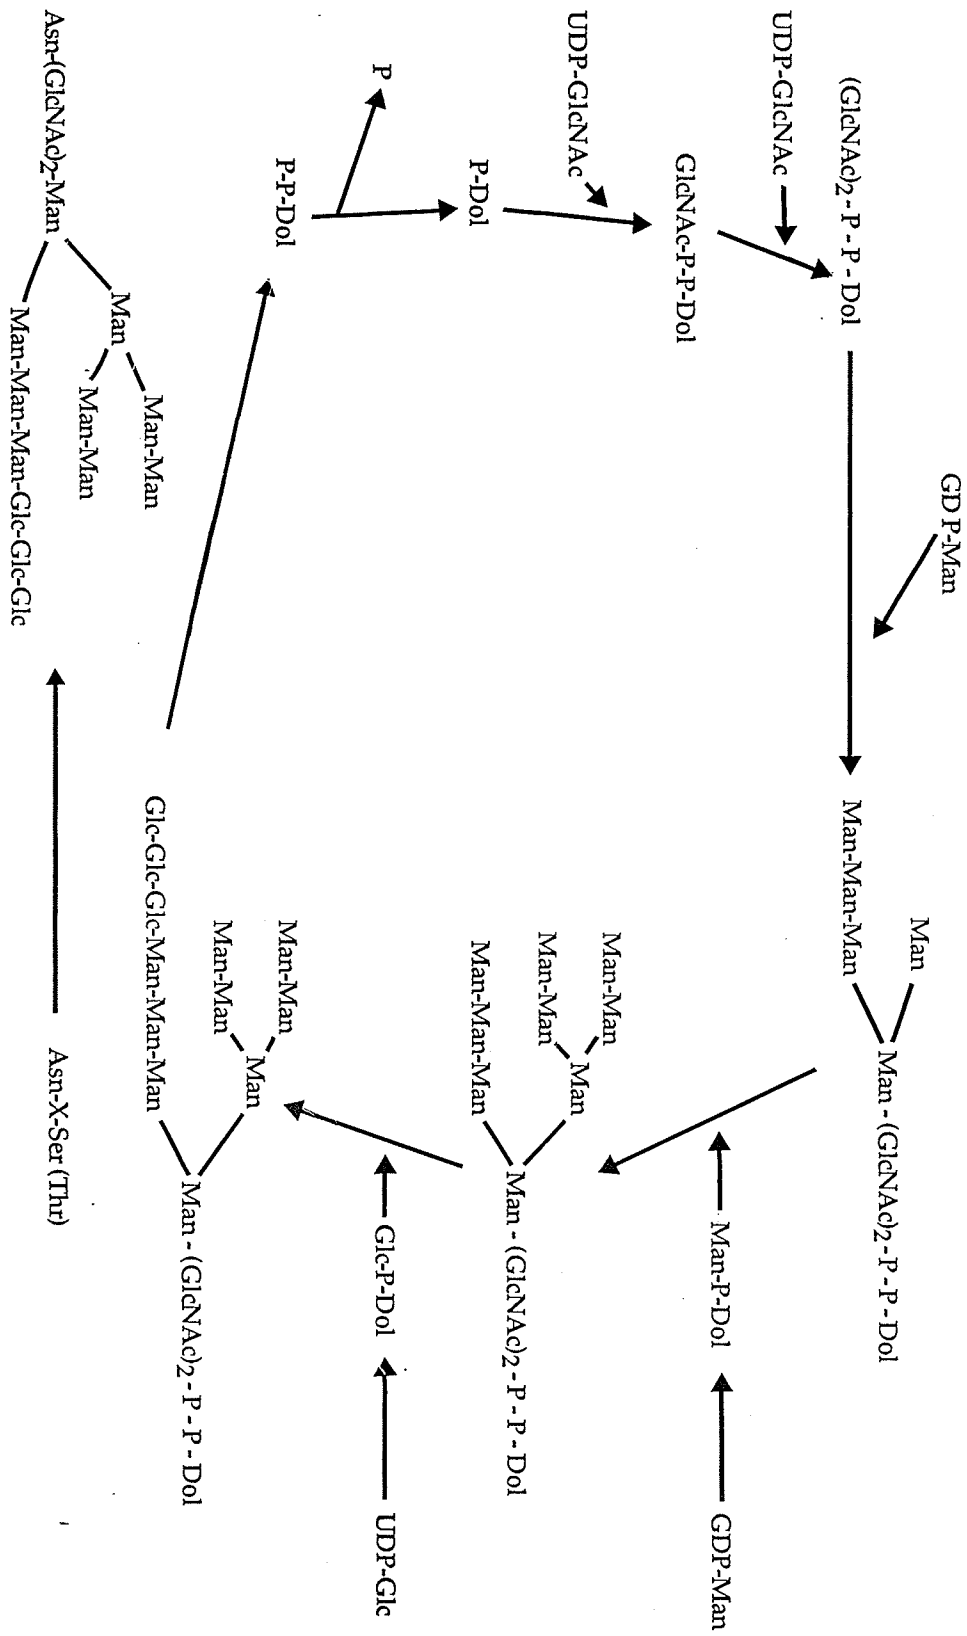 GD P-Man
Man
Man - (GlcNAc)2 - P - P - Dol
(GlcNAc)2 - P - P - Dol
Man-Man-Man
UDP-GlcNAc
Man-P-Dol
GDP-Man
GlcNAc-P-P-Dol
Man-Man
Man
UDP-GlcNAc
Man-Man
Man - (GlcNAc)2 - P - P - Dol
P-Dol
Man-Man-Man
P
Glc-P-Dol
UDP-Glc
P-P-Dol
Man-Man
Man
Man-Man
Man - (GlcNAc)2 - P - P - Dol
Glc-Glc-Glc-Man-Man-Man
Man-Man
Man
Man-Man
Asn-(GlcNAc)2-Man
Asn-X-Ser (Thr)
Man-Man-Man-Glc-Glc-Glc